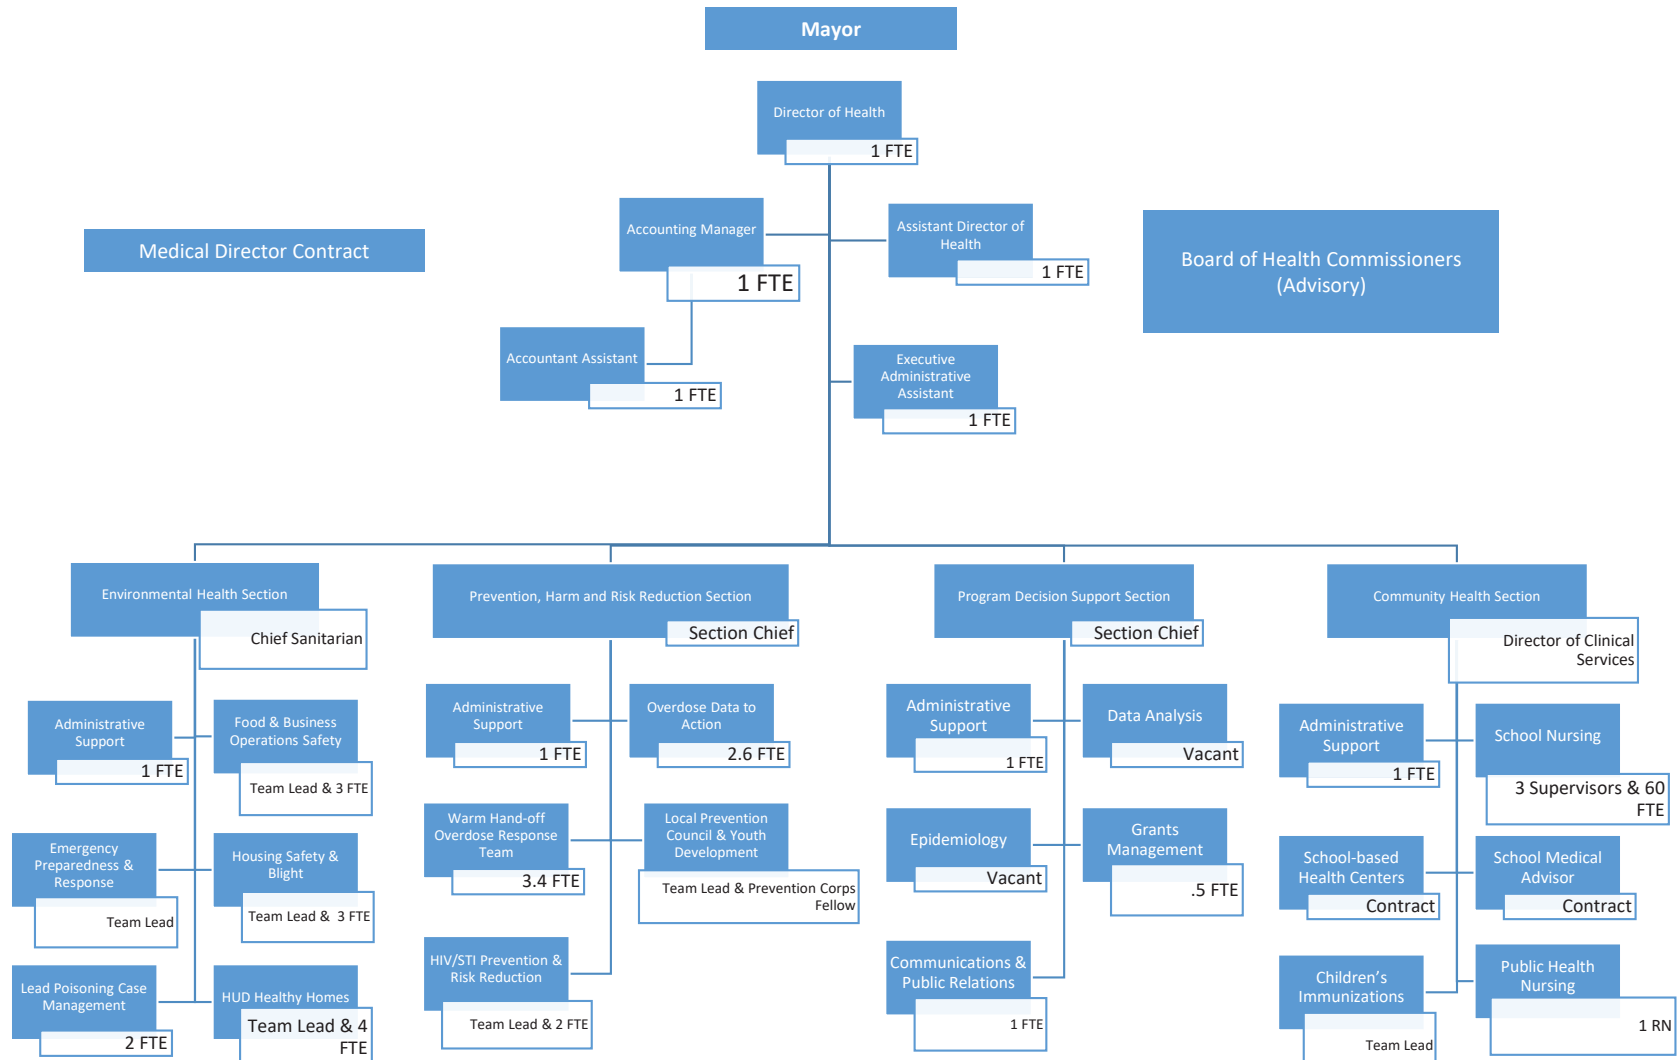 Mayor
Director of Health
1 FTE
Accounting Manager
1 FTE
Assistant Director of
Health
1 FTE
Medical Director Contract
Board of Health Commissioners
(Advisory)
Accountant Assistant
1 FTE
Executive
Administrative
Assistant
1 FTE
Environmental Health Section
Chief Sanitarian
Prevention, Harm and Risk Reduction Section
Section Chief
Program Decision Support Section
Section Chief
Community Health Section
Director of Clinical
Services
Administrative
Support
1 FTE
Food & Business
Operations Safety
Team Lead & 3 FTE
Emergency
Preparedness &
Response
Team Lead
Housing Safety &
Blight
Team Lead & 3 FTE
Lead Poisoning Case
Management
2 FTE
HUD Healthy Homes
Team Lead & 4
FTE
Administrative
Support
1 FTE
Overdose Data to
Action
2.6 FTE
Warm Hand-off
Overdose Response
Team
3.4 FTE
Local Prevention
Council & Youth
Development
Team Lead & Prevention Corps
Fellow
HIV/STI Prevention &
Risk Reduction
Team Lead & 2 FTE
Administrative
Support
1 FTE
Data Analysis
Vacant
Epidemiology
Vacant
Grants
Management
.5 FTE
Communications &
Public Relations
1 FTE
Administrative
Support
1 FTE
School Nursing
3 Supervisors & 60
FTE
School-based
Health Centers
Contract
School Medical
Advisor
Contract
Children's
Immunizations
Team Lead
Public Health
Nursing
1 RN